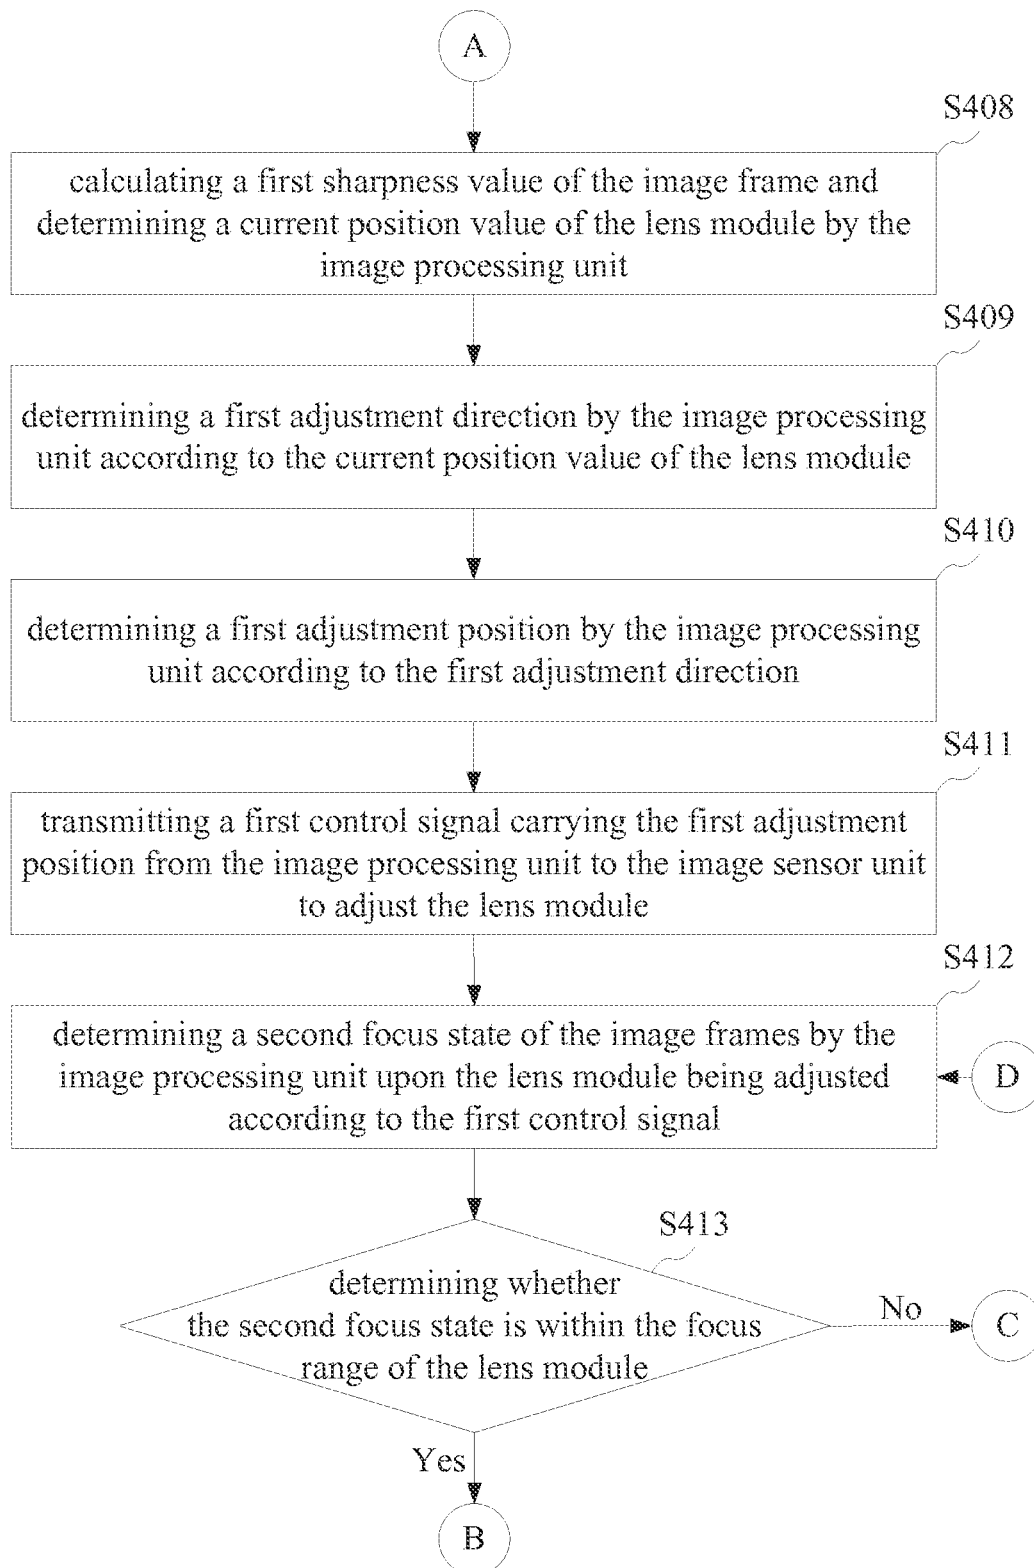 A
S408
calculating a first sharpness value of the image frame and
determining a current position value of the lens module by the
image processing unit
S409
determining a first adjustment direction by the image processing
unit according to the current position value of the lens module
S410
determining a first adjustment position by the image processing
unit according to the first adjustment direction
S411
transmitting a first control signal carrying the first adjustment
position from the image processing unit to the image sensor unit
to adjust the lens module
S412
determining a second focus state of the image frames by the
image processing unit upon the lens module being adjusted
according to the first control signal
D
S413
determining whether
the second focus state is within the focus
range of the lens module
No
C
Yes
B